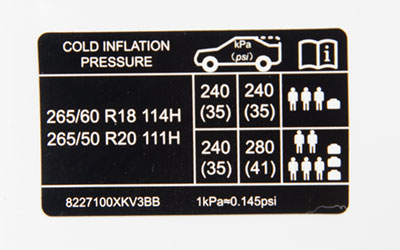 COLD INFLATION
PRESSURE
kPa
(psi)
i
265/60 R18 114H
265/50 R20 111H
240 240
(35) (35)
240 280
(35) (41)
8227100XKV3BB 1kPa≈0.145psi